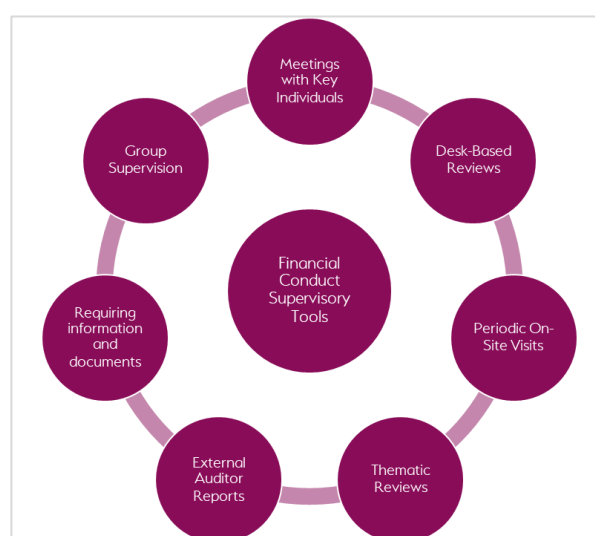 Meetings
with Key
Individuals
Group
Supervision
Desk-Based
Reviews
Financial
Conduct
Supervisory
Tools
Requiring
information
and
documents
Periodic On-
Site Visits
External
Auditor
Reports
Thematic
Reviews